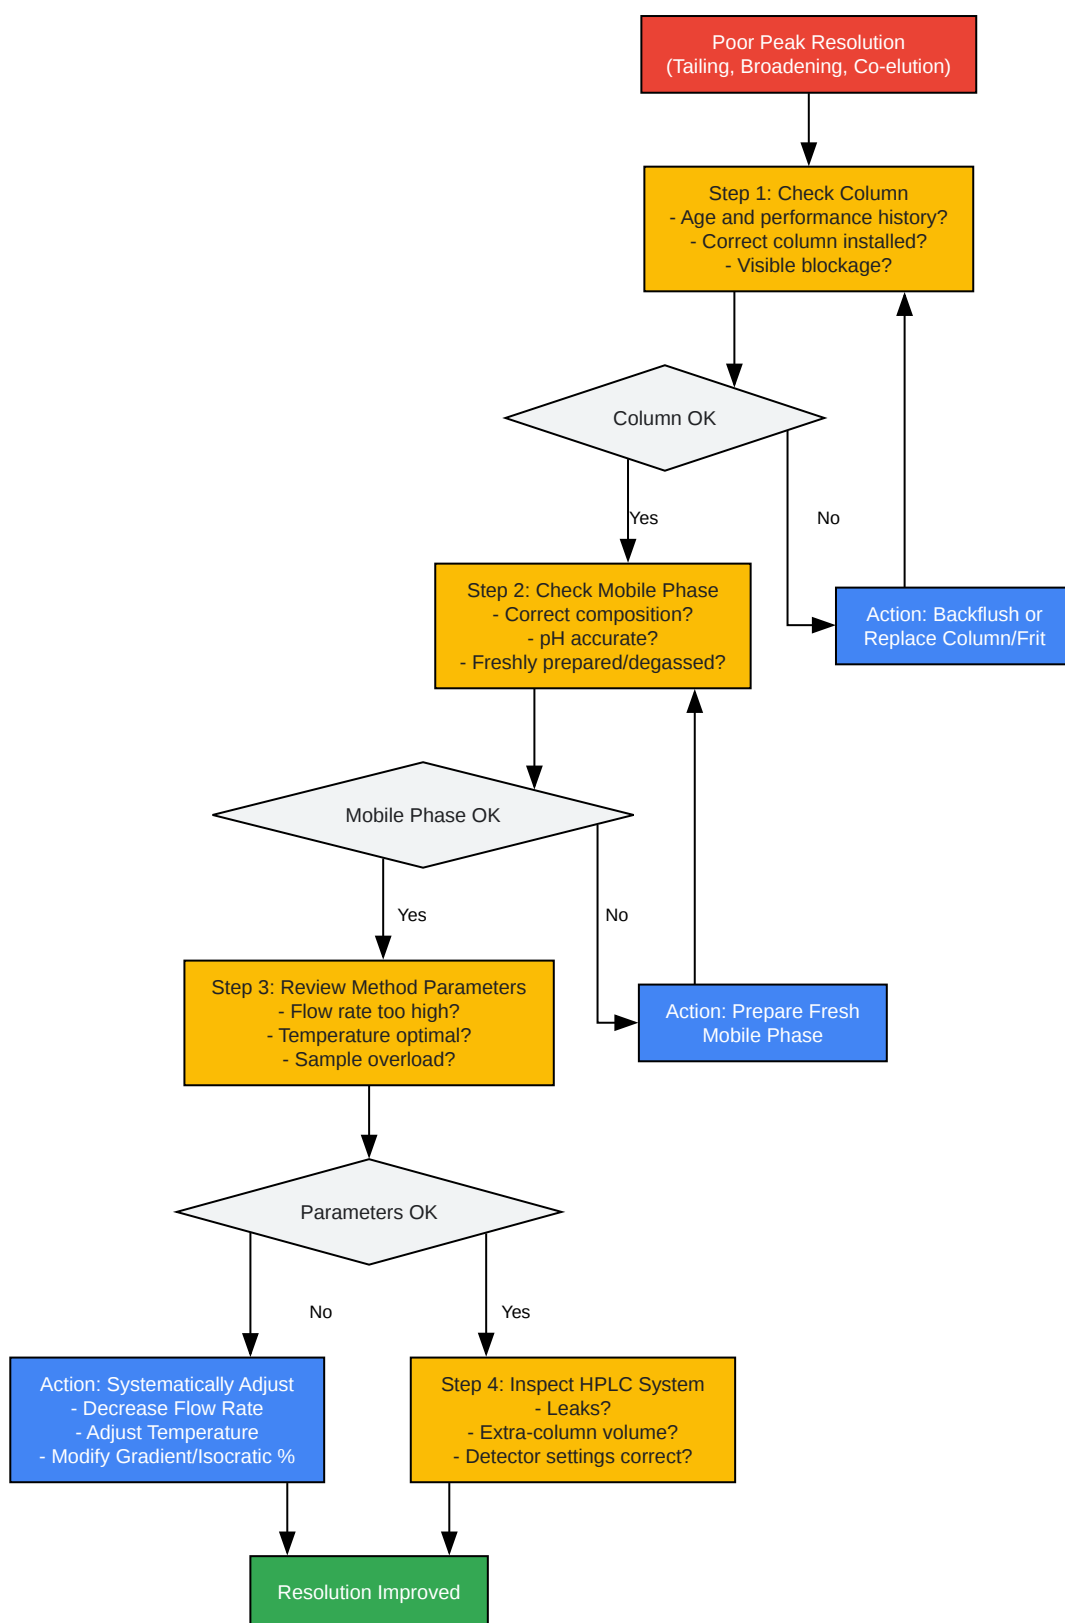 Poor Peak Resolution
(Tailing, Broadening, Co-elution)
Step 1: Check Column
- Age and performance history?
- Correct column installed?
- Visible blockage?
Column OK
Yes
No
Step 2: Check Mobile Phase
- Correct composition?
- pH accurate?
- Freshly prepared/degassed?
Action: Backflush or
Replace Column/Frit
Mobile Phase OK
Yes
No
Step 3: Review Method Parameters
- Flow rate too high?
- Temperature optimal?
- Sample overload?
Action: Prepare Fresh
Mobile Phase
Parameters OK
No
Yes
Action: Systematically Adjust
- Decrease Flow Rate
- Adjust Temperature
- Modify Gradient/Isocratic %
Step 4: Inspect HPLC System
- Leaks?
- Extra-column volume?
- Detector settings correct?
Resolution Improved